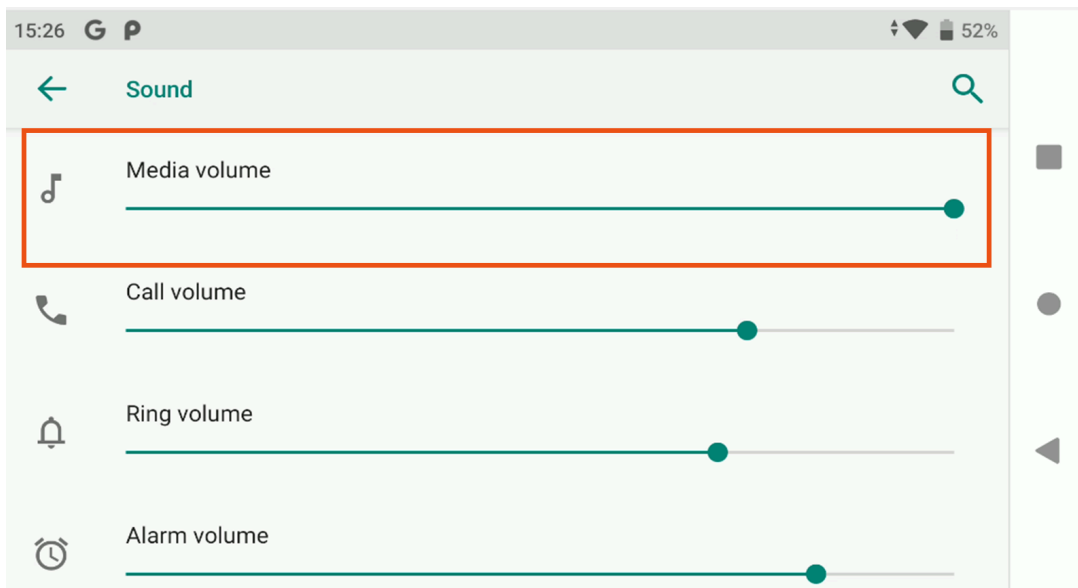 15:26 G P 52%
Sound
Media volume
Call volume
Ring volume
Alarm volume